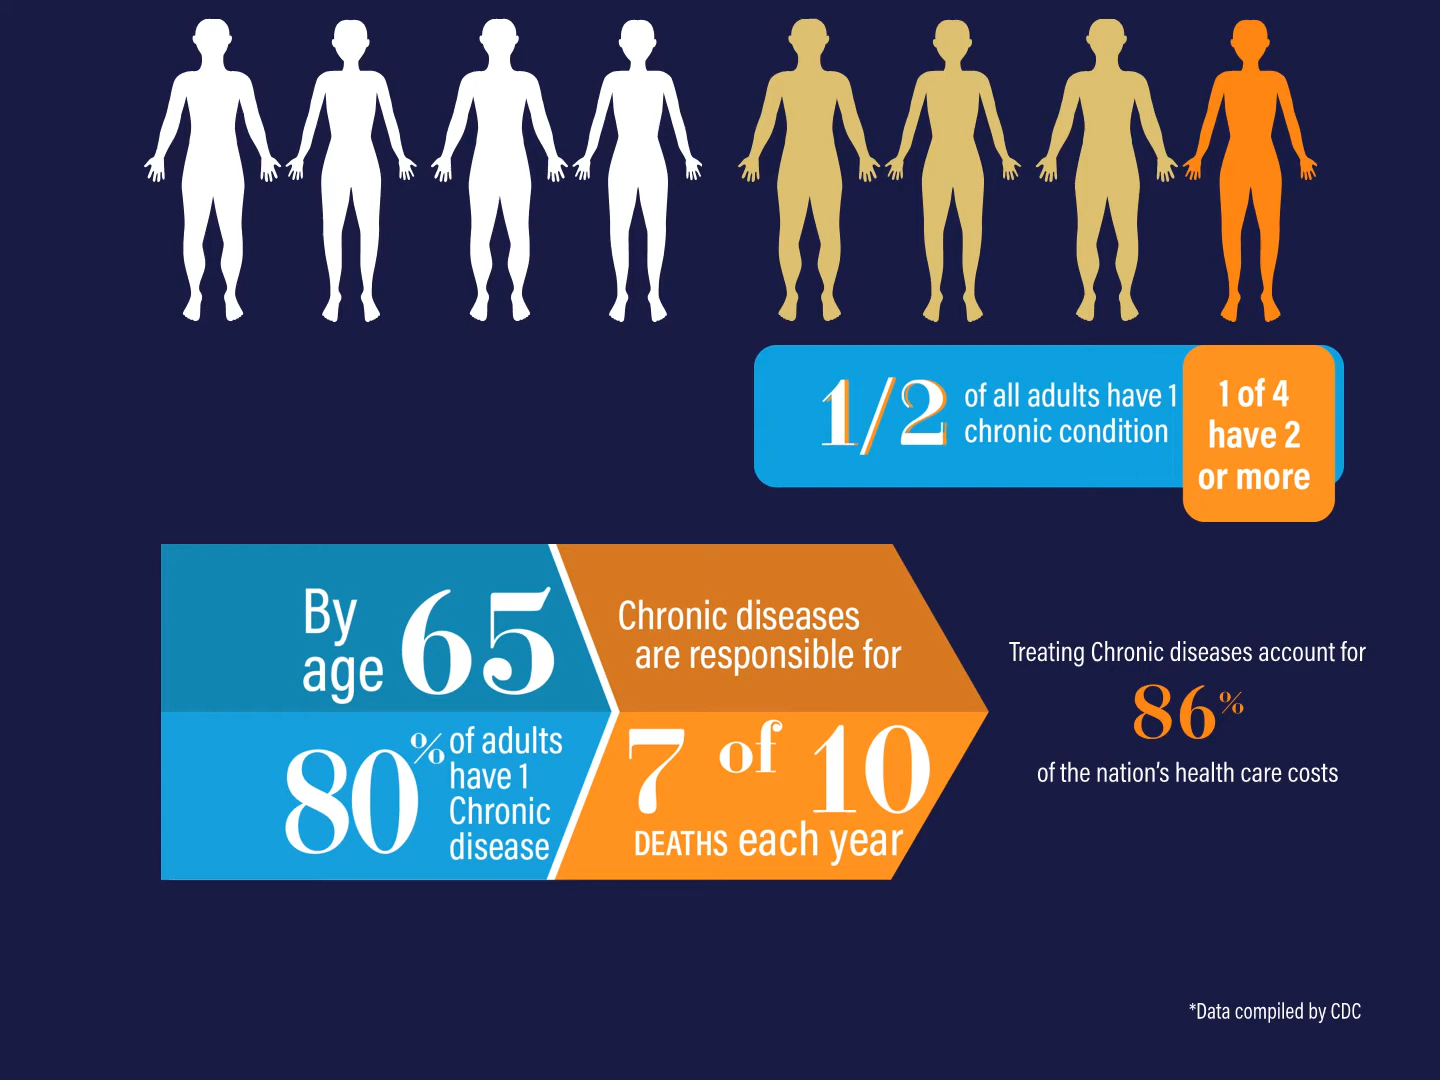 1/2
of all adults have 1
chronic condition
1 of 4
have 2
or more
By
age 65
80% of adults
have 1
Chronic
disease
Chronic diseases
are responsible for
7 of 10
DEATHS each year
Treating Chronic diseases account for
86%
of the nation's health care costs
*Data compiled by CDC